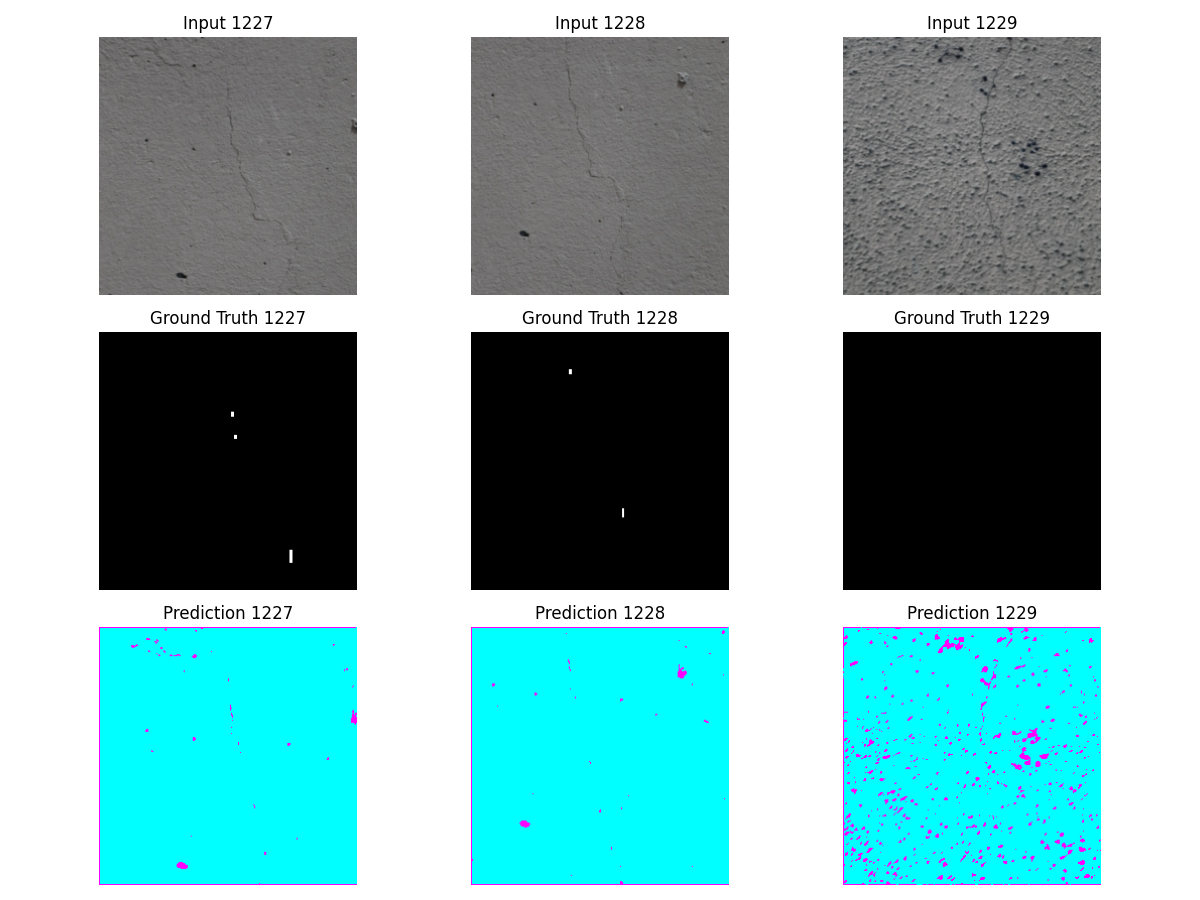 Input 1227
Input 1228
Input 1229
Ground Truth 1227
Ground Truth 1228
Ground Truth 1229
Prediction 1227
Prediction 1228
Prediction 1229